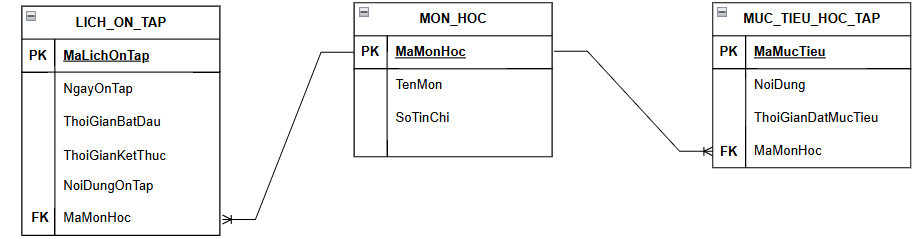 LICH_ON_TAP
PK MaLichOnTap
NgayOnTap
ThoiGianBatDau
ThoiGianKetThuc
NoiDungOnTap
FK MaMonHoc
MON_HOC
PK MaMonHoc
TenMon
SoTinChi
MUC_TIEU_HOC_TAP
PK MaMucTieu
NoiDung
ThoiGianDatMucTieu
FK MaMonHoc